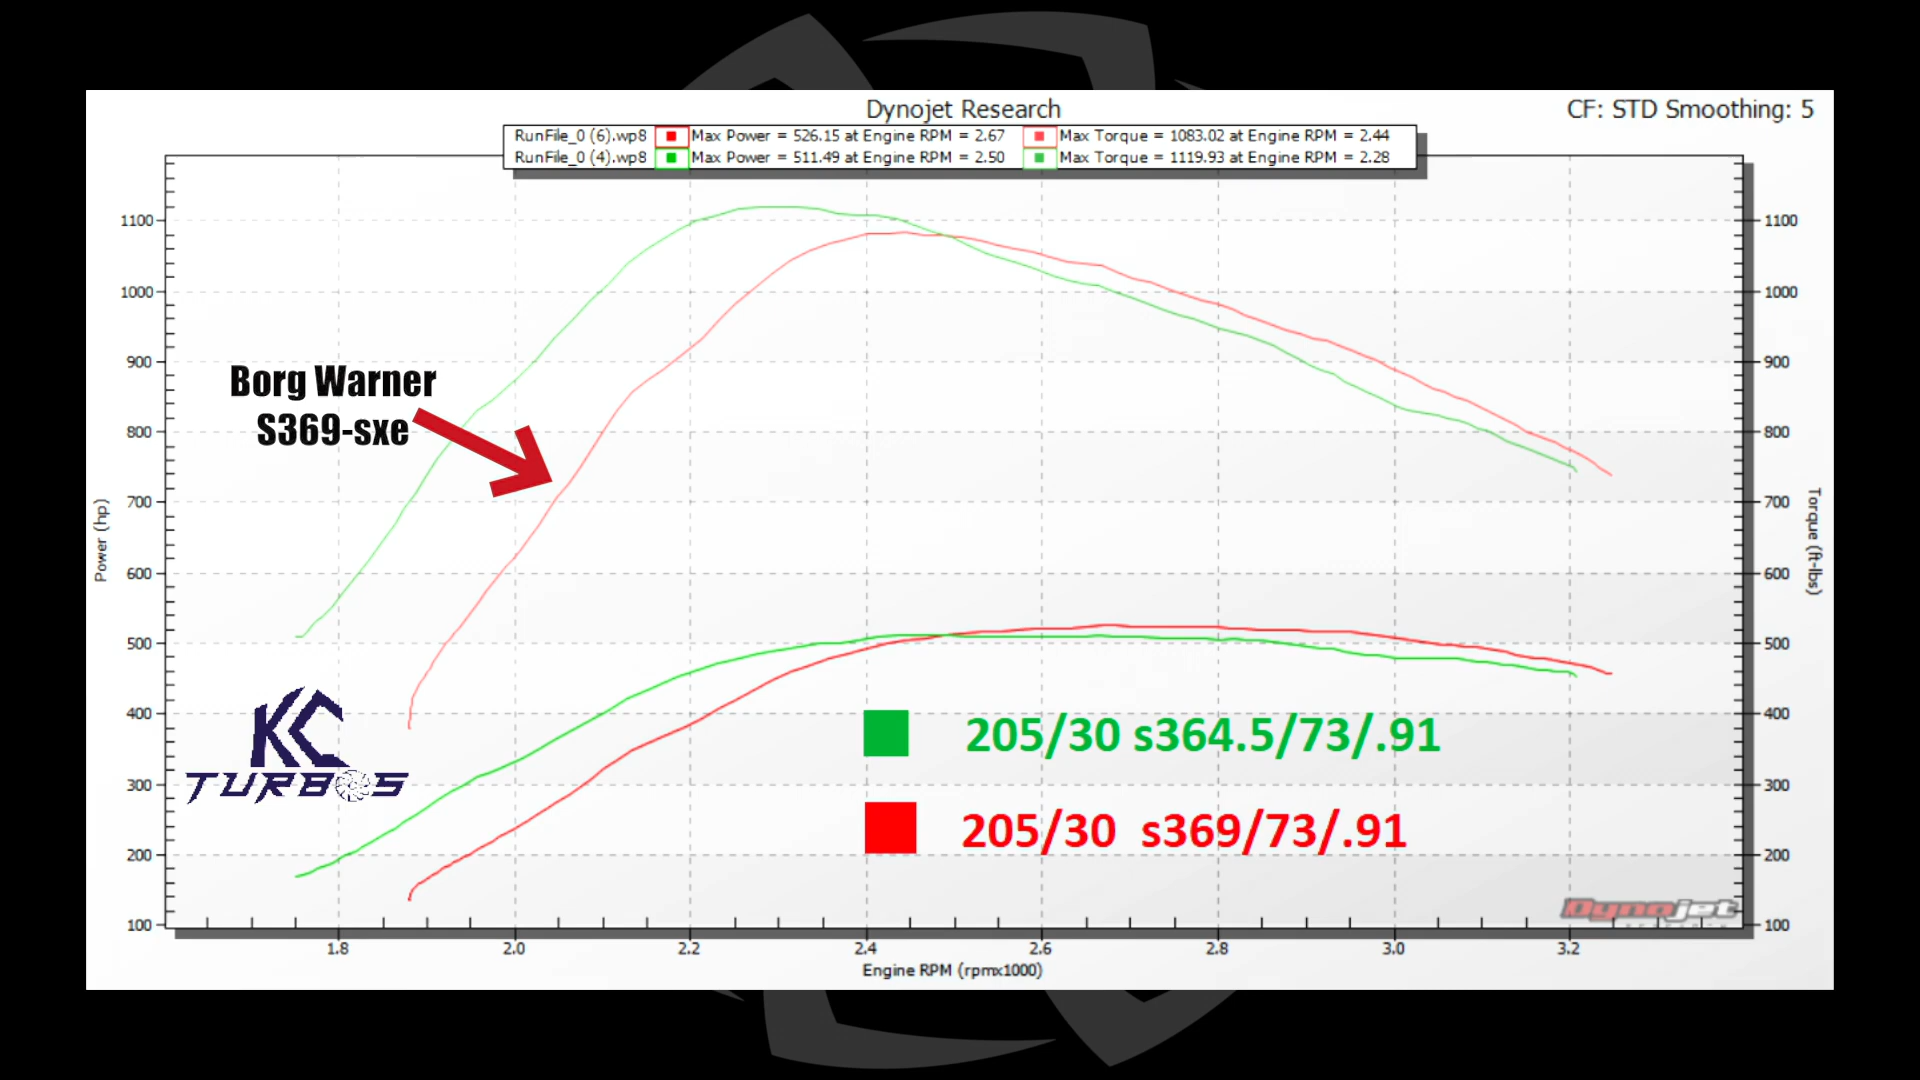 Dynojet Research
CF: STD Smoothing: 5
RunFile_0 (6).wp8 Max Power = 526.15 at Engine RPM = 2.67 Max Torque = 1083.02 at Engine RPM = 2.44
RunFile_0 (4).wp8 Max Power = 511.49 at Engine RPM = 2.50 Max Torque = 1119.93 at Engine RPM = 2.28
1100 1100
1000 1000
900 900
Borg Warner
S369-sxe
800 800
700 700
Power (hp)
Torque (ft-lbs)
600 600
500 500
400 400
KC
TURBOS
205/30 s364.5/73/.91
300 300
205/30 s369/73/.91
200 200
Dynojet
100 100
1.8 2.0 2.2 2.4 2.6 2.8 3.0 3.2
Engine RPM (rpmx1000)